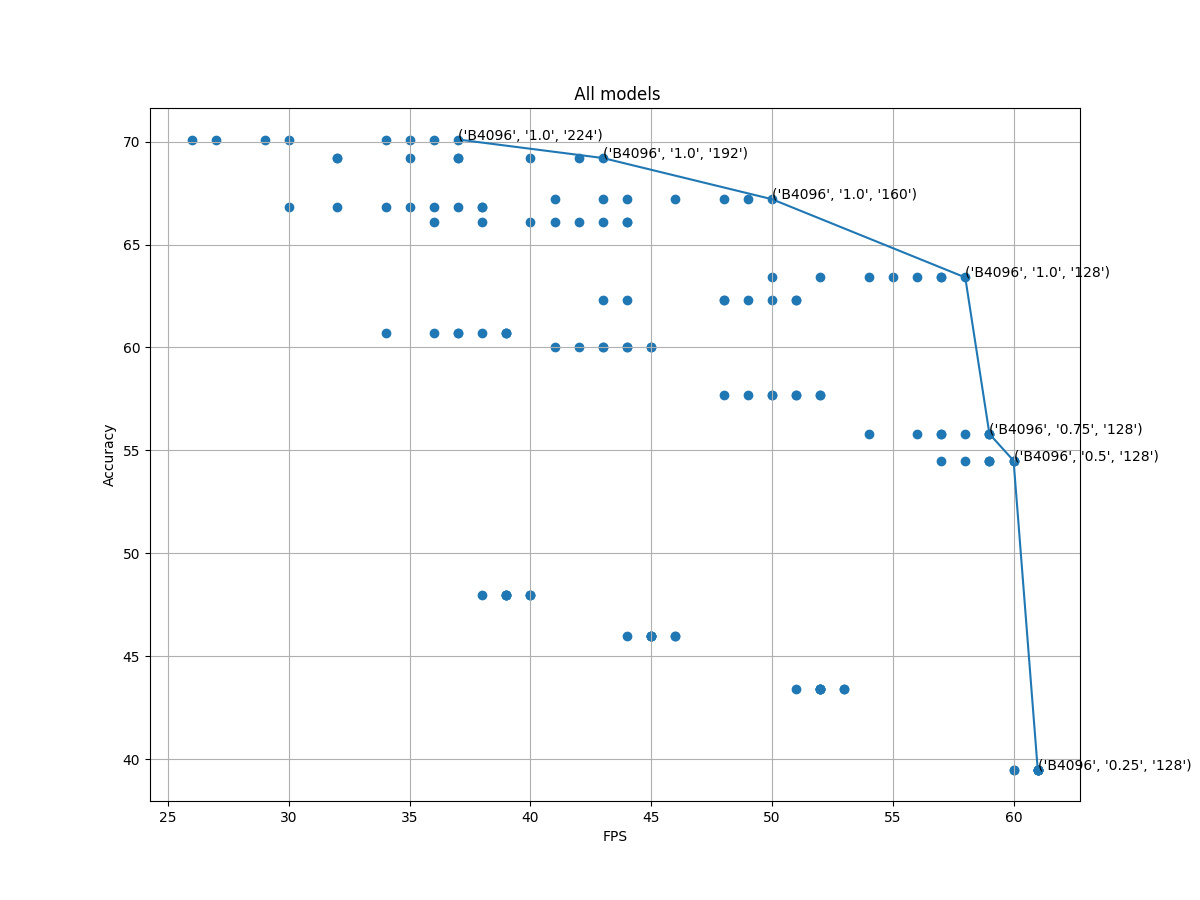 All models
70
65
60
55
50
45
40
Accuracy
('B4096', '1.0', '224')
('B4096', '1.0', '192')
('B4096', '1.0', '160')
('B4096', '1.0', '128')
('B4096', '0.75', '128')
('B4096', '0.5', '128')
('B4096', '0.25', '128')
25 30 35 40 45 50 55 60
FPS